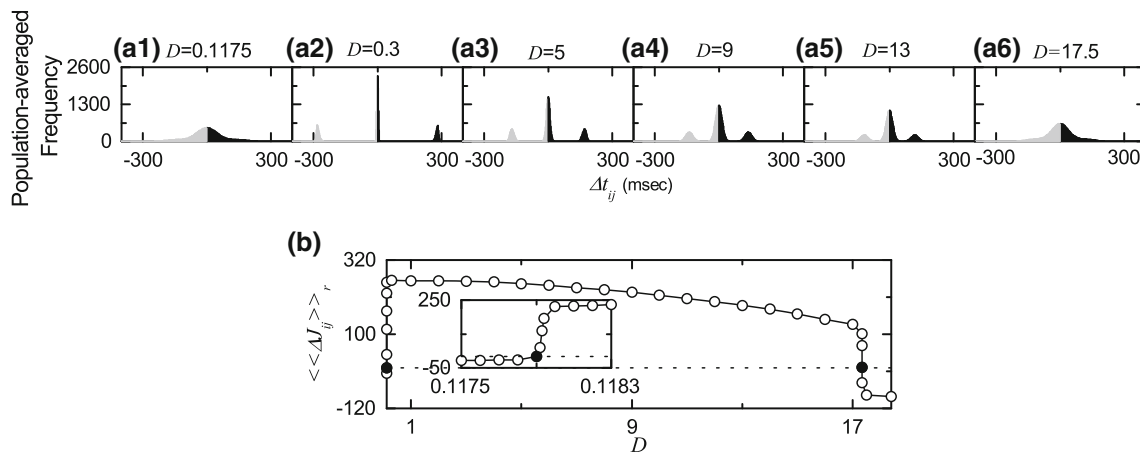 (a1) D=0.1175 (a2) D=0.3 (a3) D=5 (a4) D=9 (a5) D=13 (a6) D=17.5
Population-averaged
Frequency
2600
1300
0
-300 300 -300 300 -300 300 -300 300 -300 300 -300 300
Δt_ij (msec)
(b)
<<ΔJ_ij>>_r
320
100
-120
250
-50
0.1175 0.1183
1 9 17
D